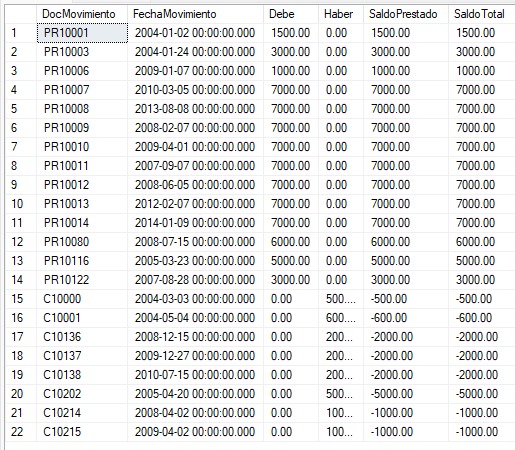 DocMovimiento FechaMovimiento Debe Haber SaldoPrestado SaldoTotal
1 PR10001 2004-01-02 00:00:00.000 1500.00 0.00 1500.00 1500.00
2 PR10003 2004-01-24 00:00:00.000 3000.00 0.00 3000.00 3000.00
3 PR10006 2009-01-07 00:00:00.000 1000.00 0.00 1000.00 1000.00
4 PR10007 2010-03-05 00:00:00.000 7000.00 0.00 7000.00 7000.00
5 PR10008 2013-08-08 00:00:00.000 7000.00 0.00 7000.00 7000.00
6 PR10009 2008-02-07 00:00:00.000 7000.00 0.00 7000.00 7000.00
7 PR10010 2009-04-01 00:00:00.000 7000.00 0.00 7000.00 7000.00
8 PR10011 2007-09-07 00:00:00.000 7000.00 0.00 7000.00 7000.00
9 PR10012 2008-06-05 00:00:00.000 7000.00 0.00 7000.00 7000.00
10 PR10013 2012-02-07 00:00:00.000 7000.00 0.00 7000.00 7000.00
11 PR10014 2014-01-09 00:00:00.000 7000.00 0.00 7000.00 7000.00
12 PR10080 2008-07-15 00:00:00.000 6000.00 0.00 6000.00 6000.00
13 PR10116 2005-03-23 00:00:00.000 5000.00 0.00 5000.00 5000.00
14 PR10122 2007-08-28 00:00:00.000 3000.00 0.00 3000.00 3000.00
15 C10000 2004-03-03 00:00:00.000 0.00 500.... -500.00 -500.00
16 C10001 2004-05-04 00:00:00.000 0.00 600.... -600.00 -600.00
17 C10136 2008-12-15 00:00:00.000 0.00 200... -2000.00 -2000.00
18 C10137 2009-12-27 00:00:00.000 0.00 200... -2000.00 -2000.00
19 C10138 2010-07-15 00:00:00.000 0.00 200... -2000.00 -2000.00
20 C10202 2005-04-20 00:00:00.000 0.00 500... -5000.00 -5000.00
21 C10214 2008-04-02 00:00:00.000 0.00 100... -1000.00 -1000.00
22 C10215 2009-04-02 00:00:00.000 0.00 100... -1000.00 -1000.00